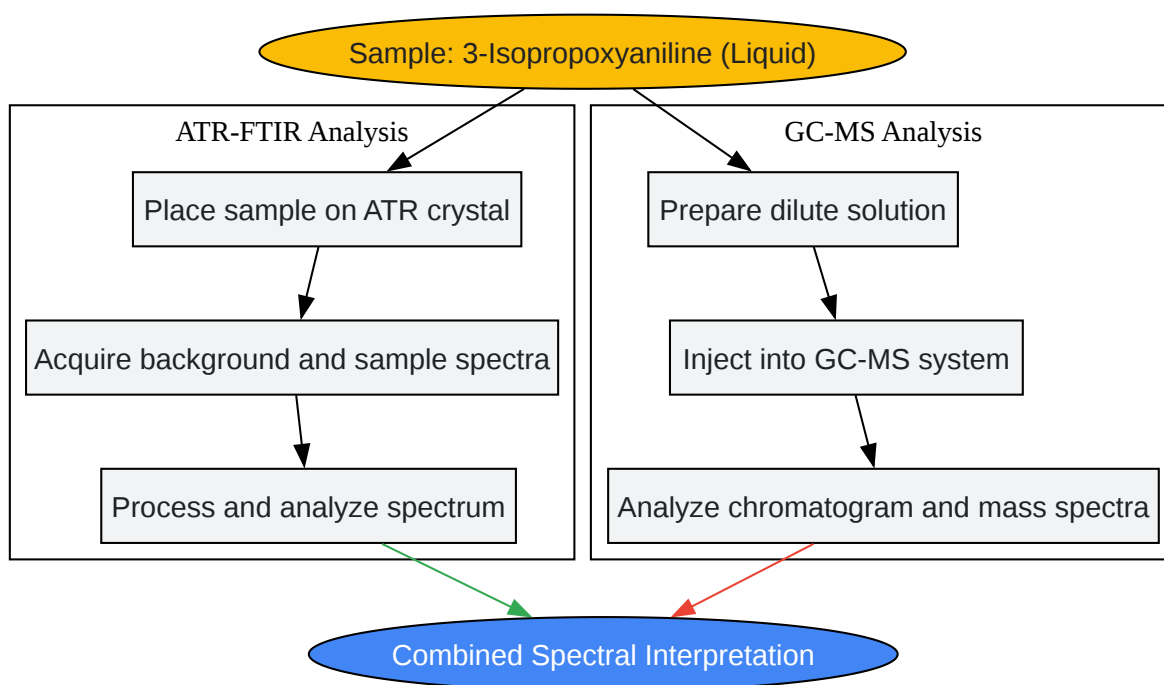 Sample: 3-Isopropoxyaniline (Liquid)
ATR-FTIR Analysis
Place sample on ATR crystal
Acquire background and sample spectra
Process and analyze spectrum
GC-MS Analysis
Prepare dilute solution
Inject into GC-MS system
Analyze chromatogram and mass spectra
Combined Spectral Interpretation